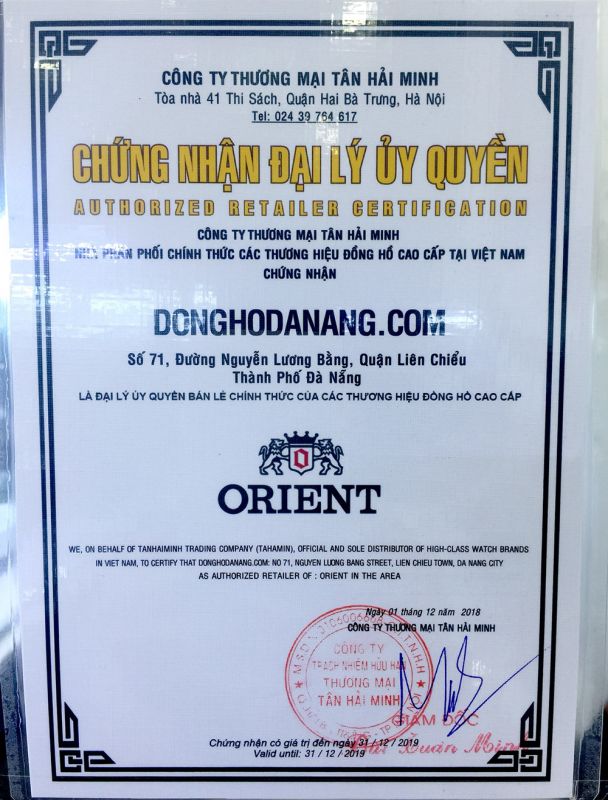 CÔNG TY THƯƠNG MẠI TÂN HẢI MINH
Tòa nhà 41 Thi Sách, Quận Hai Bà Trưng, Hà Nội
Tel: 024 39 764 617
CHỨNG NHẬN ĐẠI LÝ ỦY QUYỀN
AUTHORIZED RETAILER CERTIFICATION
CÔNG TY THƯƠNG MẠI TÂN HẢI MINH
NHÀ PHÂN PHỐI CHÍNH THỨC CÁC THƯƠNG HIỆU ĐỒNG HỒ CAO CẤP TẠI VIỆT NAM
CHỨNG NHẬN
DONGHODANANG.COM
Số 71, Đường Nguyễn Lương Bằng, Quận Liên Chiểu
Thành Phố Đà Nẵng
LÀ ĐẠI LÝ ỦY QUYỀN BÁN LẺ CHÍNH THỨC CỦA CÁC THƯƠNG HIỆU ĐỒNG HỒ CAO CẤP
ORIENT
WE, ON BEHALF OF TANHAIMINH TRADING COMPANY (TAHAMIN), OFFICIAL AND SOLE DISTRIBUTOR OF HIGH-CLASS WATCH BRANDS
IN VIET NAM, TO CERTIFY THAT DONGHODANANG.COM: NO 71, NGUYEN LUONG BANG STREET, LIEN CHIEU TOWN, DA NANG CITY
AS AUTHORIZED RETAILER OF : ORIENT IN THE AREA
Ngày 01 tháng 12 năm 2018
CÔNG TY THƯƠNG MẠI TÂN HẢI MINH
CÔNG TY
TRÁCH NHIỆM HỮU HẠN
THƯƠNG MẠI
TÂN HẢI MINH
GIÁM ĐỐC
Xuân Minh
Chứng nhận có giá trị đến ngày 31 / 12 / 2019
Valid until: 31 / 12 / 2019